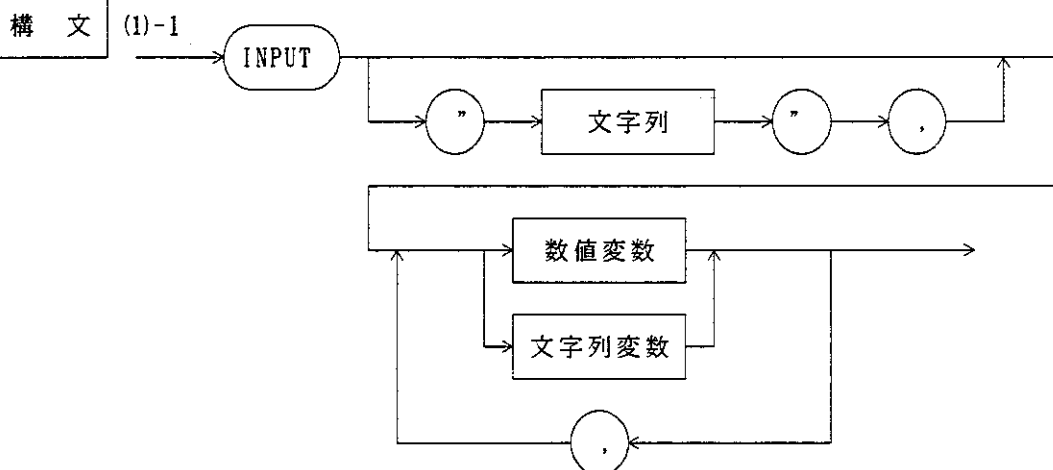 構 文 (1)-1
INPUT
” 文字列 ” ,
数値変数
文字列変数
,